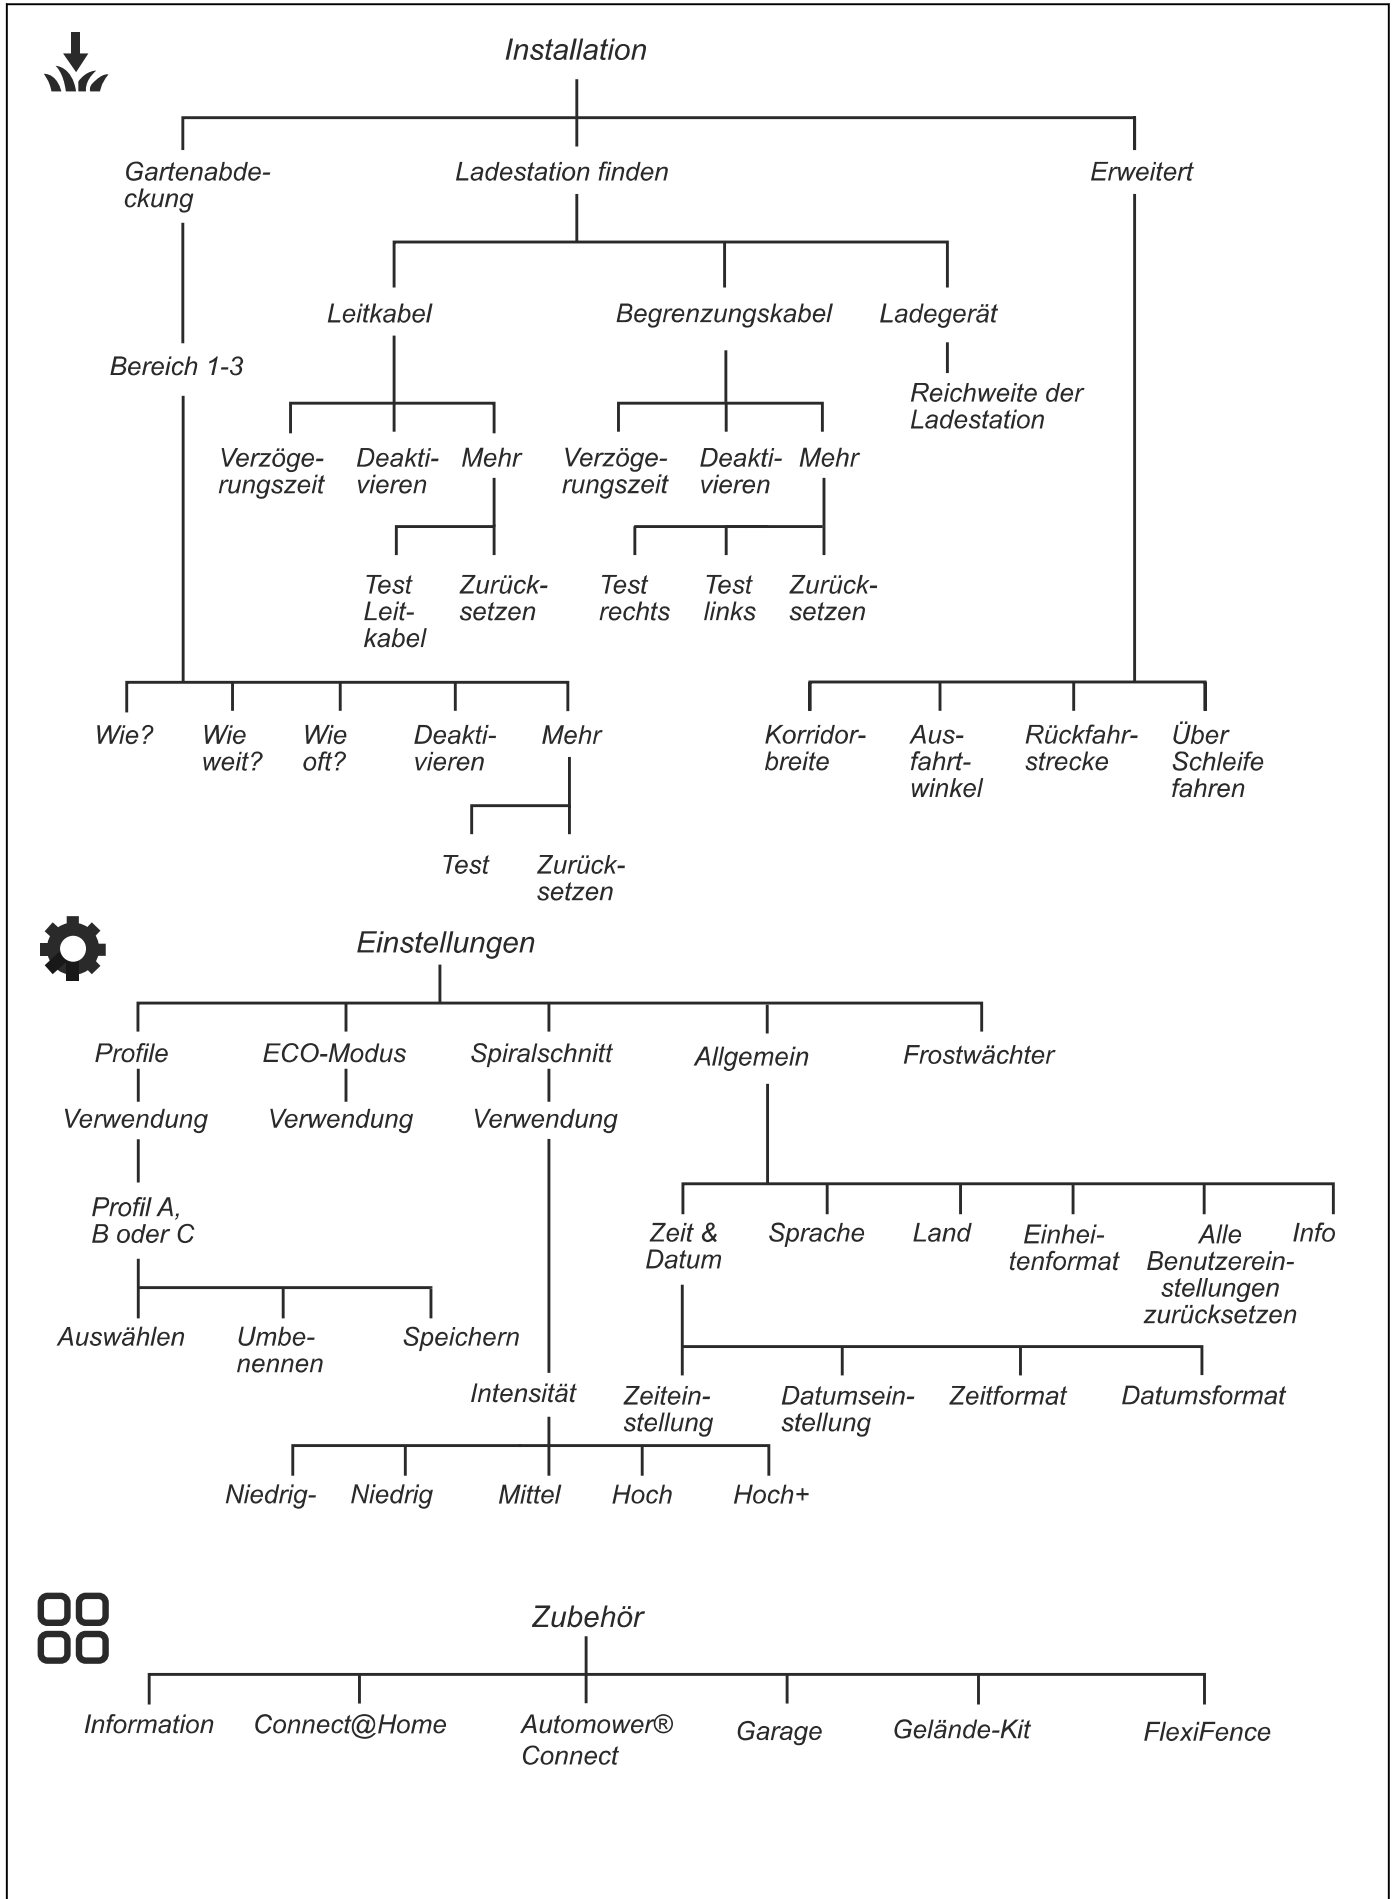 Installation
Gartenabde-
ckung
Ladestation finden
Erweitert
Leitkabel
Begrenzungskabel
Ladegerät
Bereich 1-3
Reichweite der
Ladestation
Verzöge-
rungszeit
Deakti-
vieren
Mehr
Verzöge-
rungszeit
Deakti-
vieren
Mehr
Test
Leit-
kabel
Zurück-
setzen
Test
rechts
Test
links
Zurück-
setzen
Wie?
Wie
weit?
Wie
oft?
Deakti-
vieren
Mehr
Korridor-
breite
Aus-
fahrt-
winkel
Rückfahr-
strecke
Über
Schleife
fahren
Test
Zurück-
setzen
Einstellungen
Profile
ECO-Modus
Spiralschnitt
Allgemein
Frostwächter
Verwendung
Verwendung
Verwendung
Profil A,
B oder C
Zeit &
Datum
Sprache
Land
Einhei-
tenformat
Alle
Benutzerein-
stellungen
zurücksetzen
Info
Auswählen
Umbe-
nennen
Speichern
Intensität
Zeitein-
stellung
Datumsein-
stellung
Zeitformat
Datumsformat
Niedrig-
Niedrig
Mittel
Hoch
Hoch+
Zubehör
Information
Connect@Home
Automower®
Connect
Garage
Gelände-Kit
FlexiFence